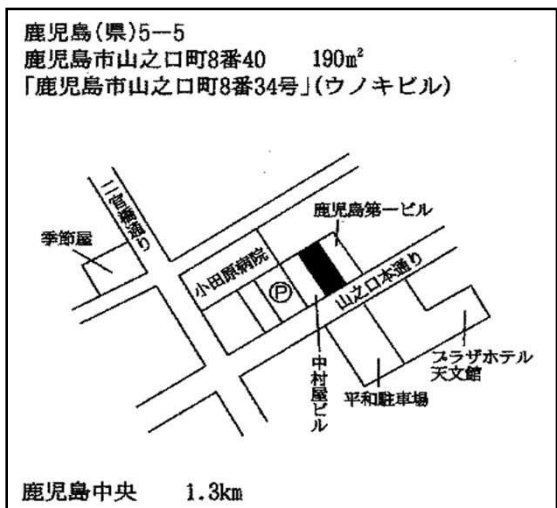 鹿児島(県)5-5
鹿児島市山之口町8番40 190㎡
「鹿児島市山之口町8番34号」(ウノキビル)
二官橋通り
季節屋
鹿児島第一ビル
小田原病院
P
山之口本通り
中村屋ビル
平和駐車場
プラザホテル
天文館
鹿児島中央 1.3km